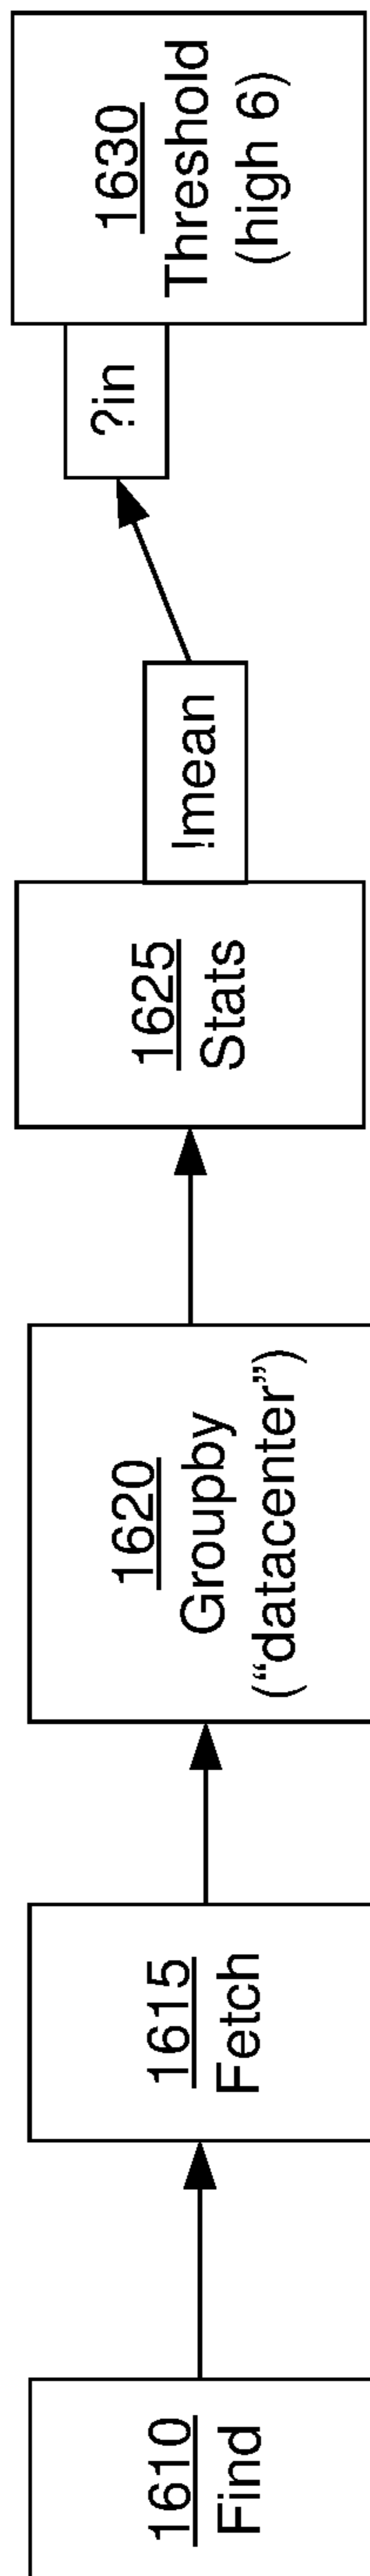 1610
Find
1615
Fetch
1620
Groupby
(“datacenter”)
1625
Stats
!mean
?in
1630
Threshold
(high 6)